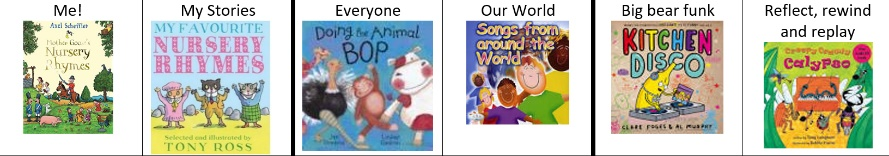 Me!
Axel Scheffler
Mother Goose's
Nursery
Rhymes
My Stories
MY FAVOURITE
NURSERY
RHYMES
Selected and illustrated by
TONY ROSS
Everyone
Doing the Animal
BOP
Our World
Songs from
around the
World
Big bear funk
KITCHEN
DISCO
CLARE FOGES & AL MURPHY
Reflect, rewind
and replay
Creepy Crawly
Calypso